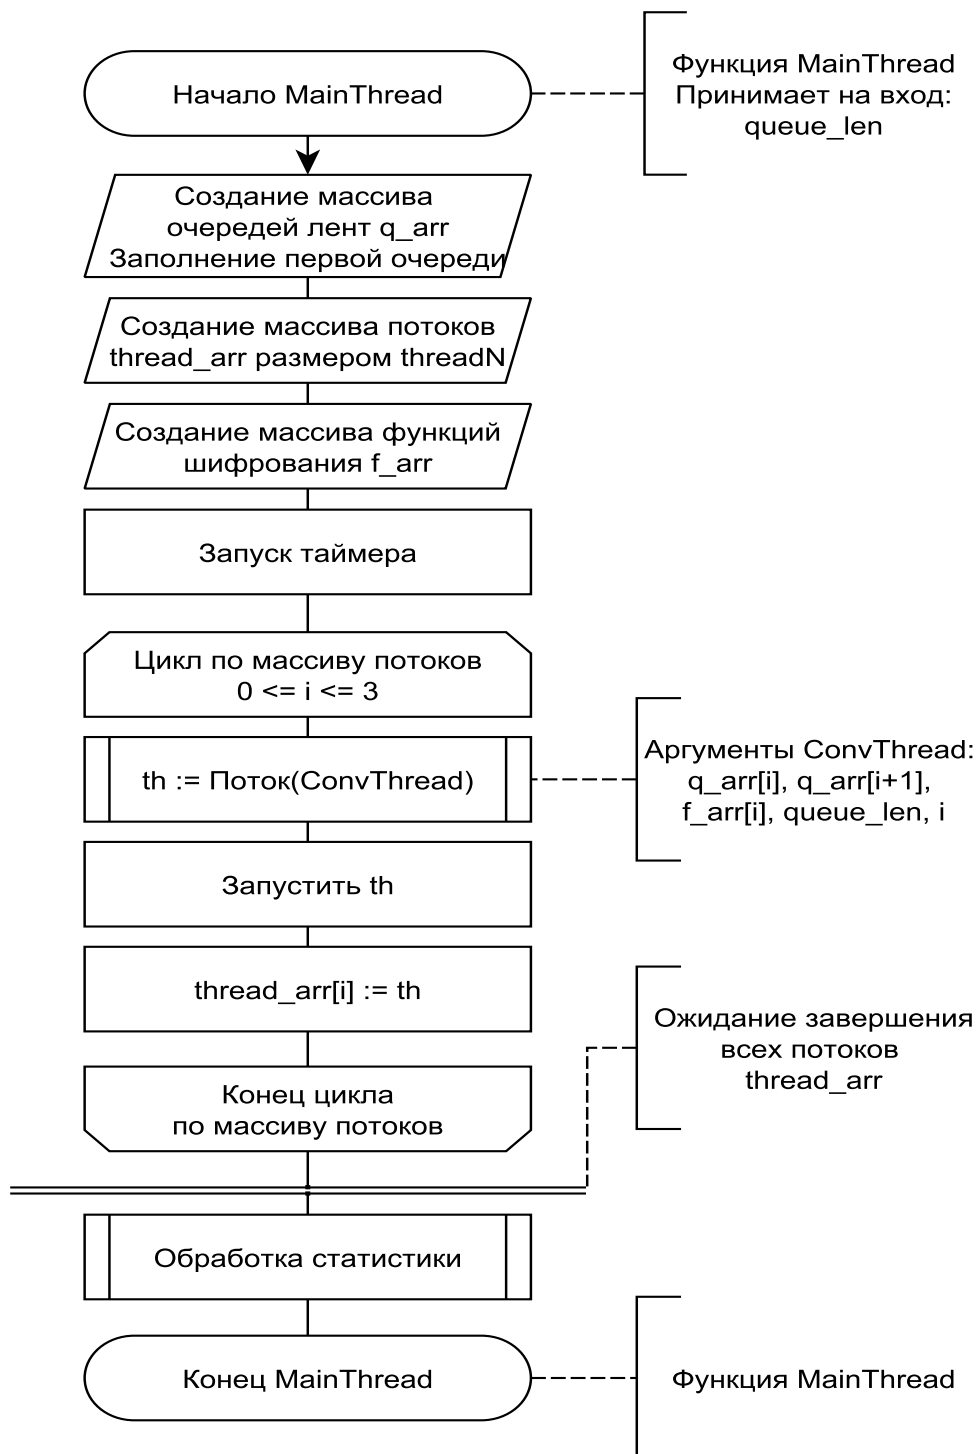 Начало MainThread
Функция MainThread
Принимает на вход:
queue_len
Создание массива
очередей лент q_arr
Заполнение первой очереди
Создание массива потоков
thread_arr размером threadN
Создание массива функций
шифрования f_arr
Запуск таймера
Цикл по массиву потоков
0 <= i <= 3
th := Поток(ConvThread)
Аргументы ConvThread:
q_arr[i], q_arr[i+1],
f_arr[i], queue_len, i
Запустить th
thread_arr[i] := th
Ожидание завершения
всех потоков
thread_arr
Конец цикла
по массиву потоков
Обработка статистики
Конец MainThread
Функция MainThread